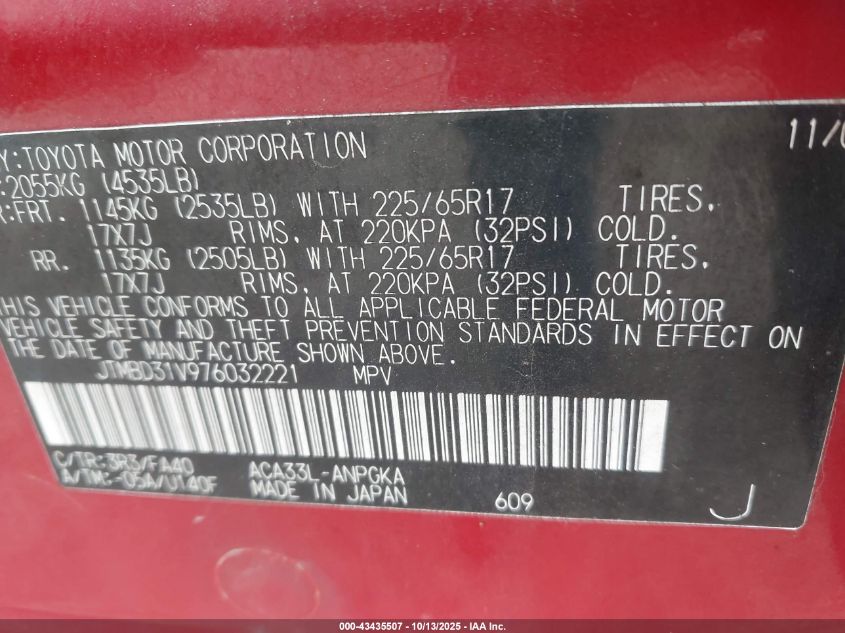 Y:TOYOTA MOTOR CORPORATION 11/0
:2055KG (4535LB)
R:FRT. 1145KG (2535LB) WITH 225/65R17 TIRES,
17X7J RIMS, AT 220KPA (32PSI) COLD.
RR. 1135KG (2505LB) WITH 225/65R17 TIRES,
17X7J RIMS, AT 220KPA (32PSI) COLD.
THIS VEHICLE CONFORMS TO ALL APPLICABLE FEDERAL MOTOR
VEHICLE SAFETY AND THEFT PREVENTION STANDARDS IN EFFECT ON
THE DATE OF MANUFACTURE SHOWN ABOVE.
JTMBD31V976032221 MPV
C/TR:3R3/FA40 ACA33L-ANPGKA
A/TM:-05A/U140F MADE IN JAPAN 609 J
000-43435507 | 10/13/2025 - IAA Inc.